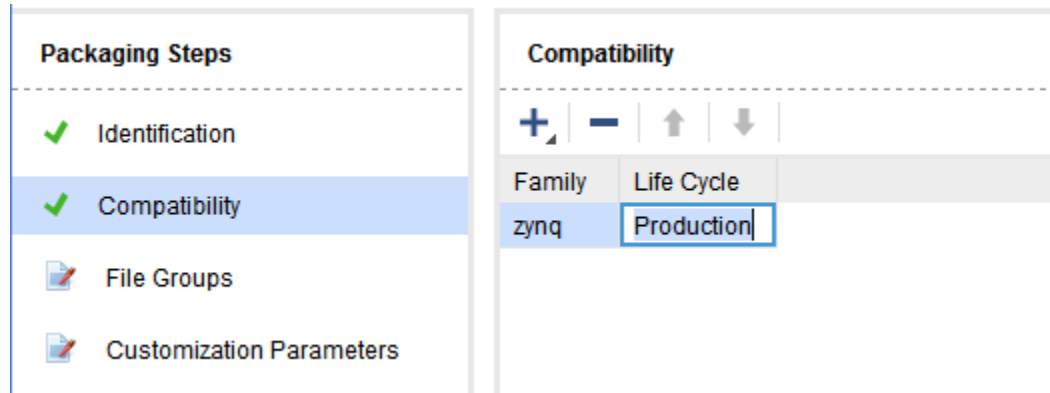 Packaging Steps
Identification
Compatibility
File Groups
Customization Parameters
Compatibility
Family Life Cycle
zynq Production